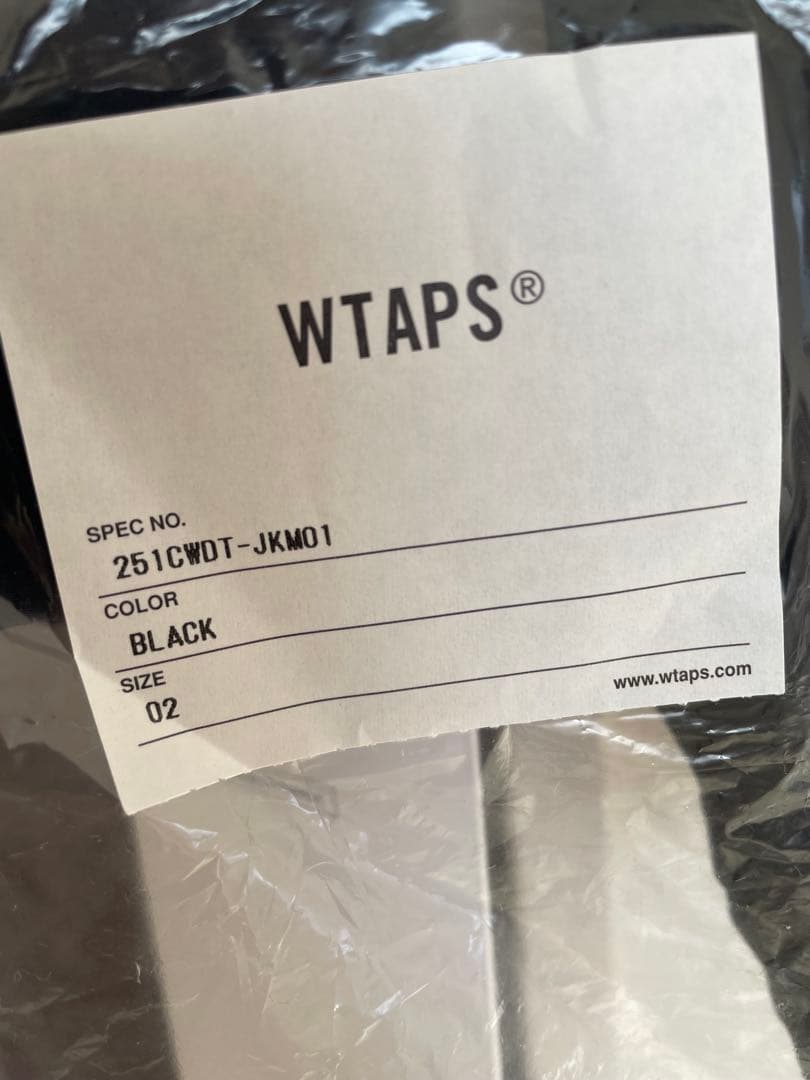 WTAPS®
SPEC NO.
251CWDT-JKM01
COLOR
BLACK
SIZE
02
www.wtaps.com